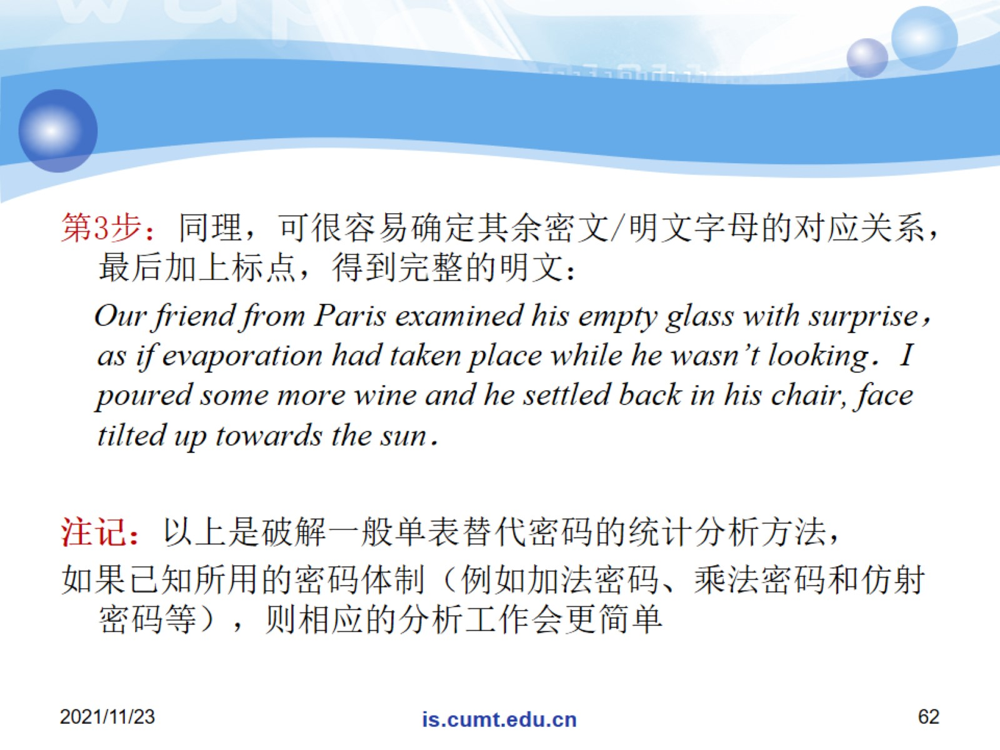 第3步：同理，可很容易确定其余密文/明文字母的对应关系，
最后加上标点，得到完整的明文：
Our friend from Paris examined his empty glass with surprise，
as if evaporation had taken place while he wasn’t looking．I
poured some more wine and he settled back in his chair, face
tilted up towards the sun．
注记：以上是破解一般单表替代密码的统计分析方法，
如果已知所用的密码体制（例如加法密码、乘法密码和仿射
密码等），则相应的分析工作会更简单
2021/11/23
is.cumt.edu.cn
62